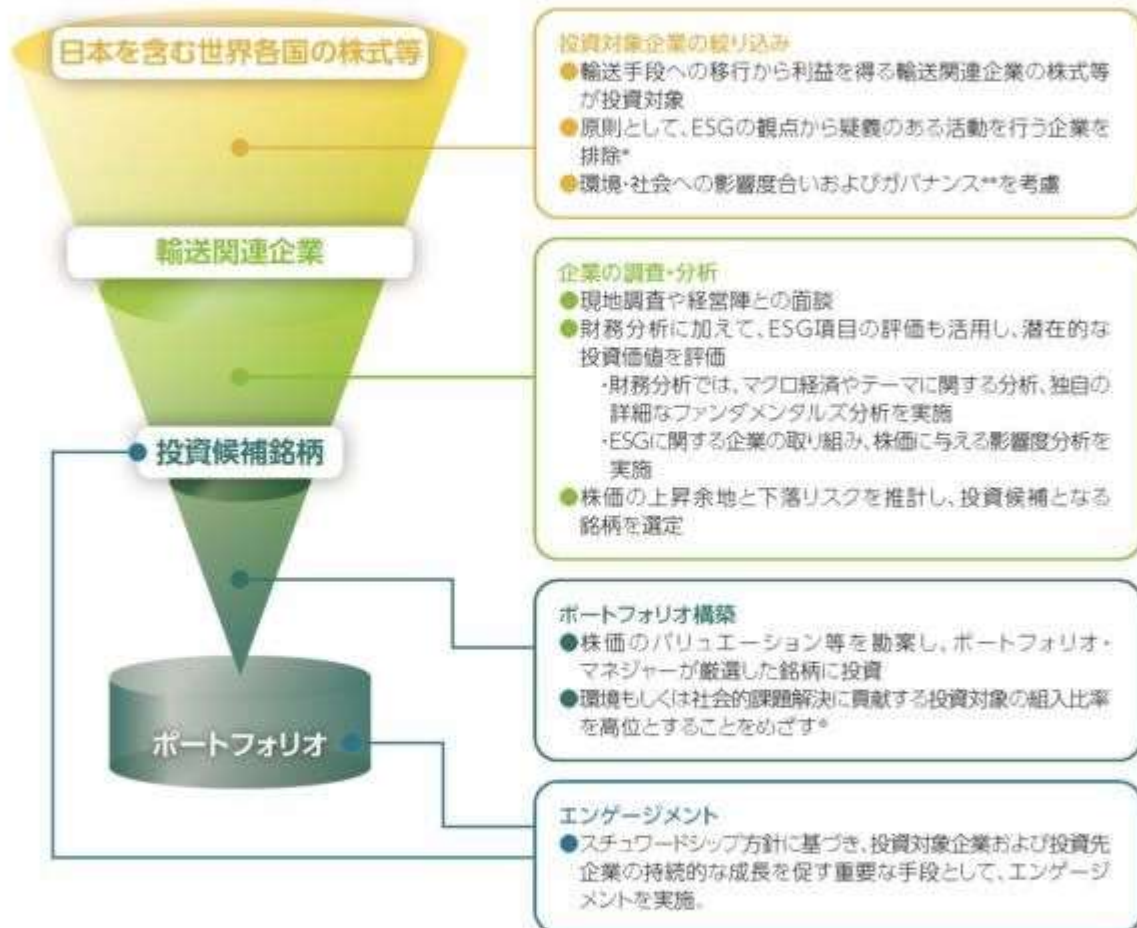 日本を含む世界各国の株式等
輸送関連企業
投資候補銘柄
ポートフォリオ
投資対象企業の絞り込み
●輸送手段への移行から利益を得る輸送関連企業の株式等
が投資対象
●原則として、ESGの観点から疑義のある活動を行う企業を
排除*
●環境・社会への影響度合いおよびガバナンス**を考慮
企業の調査・分析
●現地調査や経営陣との面談
●財務分析に加えて、ESG項目の評価も活用し、潜在的な
投資価値を評価
・財務分析では、マクロ経済やテーマに関する分析、独自の
詳細なファンダメンタルズ分析を実施
・ESGに関する企業の取り組み、株価に与える影響度分析を
実施
●株価の上昇余地と下落リスクを推計し、投資候補となる
銘柄を選定
ポートフォリオ構築
●株価のバリュエーション等を勘案し、ポートフォリオ・
マネジャーが厳選した銘柄に投資
●環境もしくは社会的課題解決に貢献する投資対象の組入比率
を高位とすることをめざす*
エンゲージメント
●スチュワードシップ方針に基づき、投資対象企業および投資先
企業の持続的な成長を促す重要な手段として、エンゲージ
メントを実施。